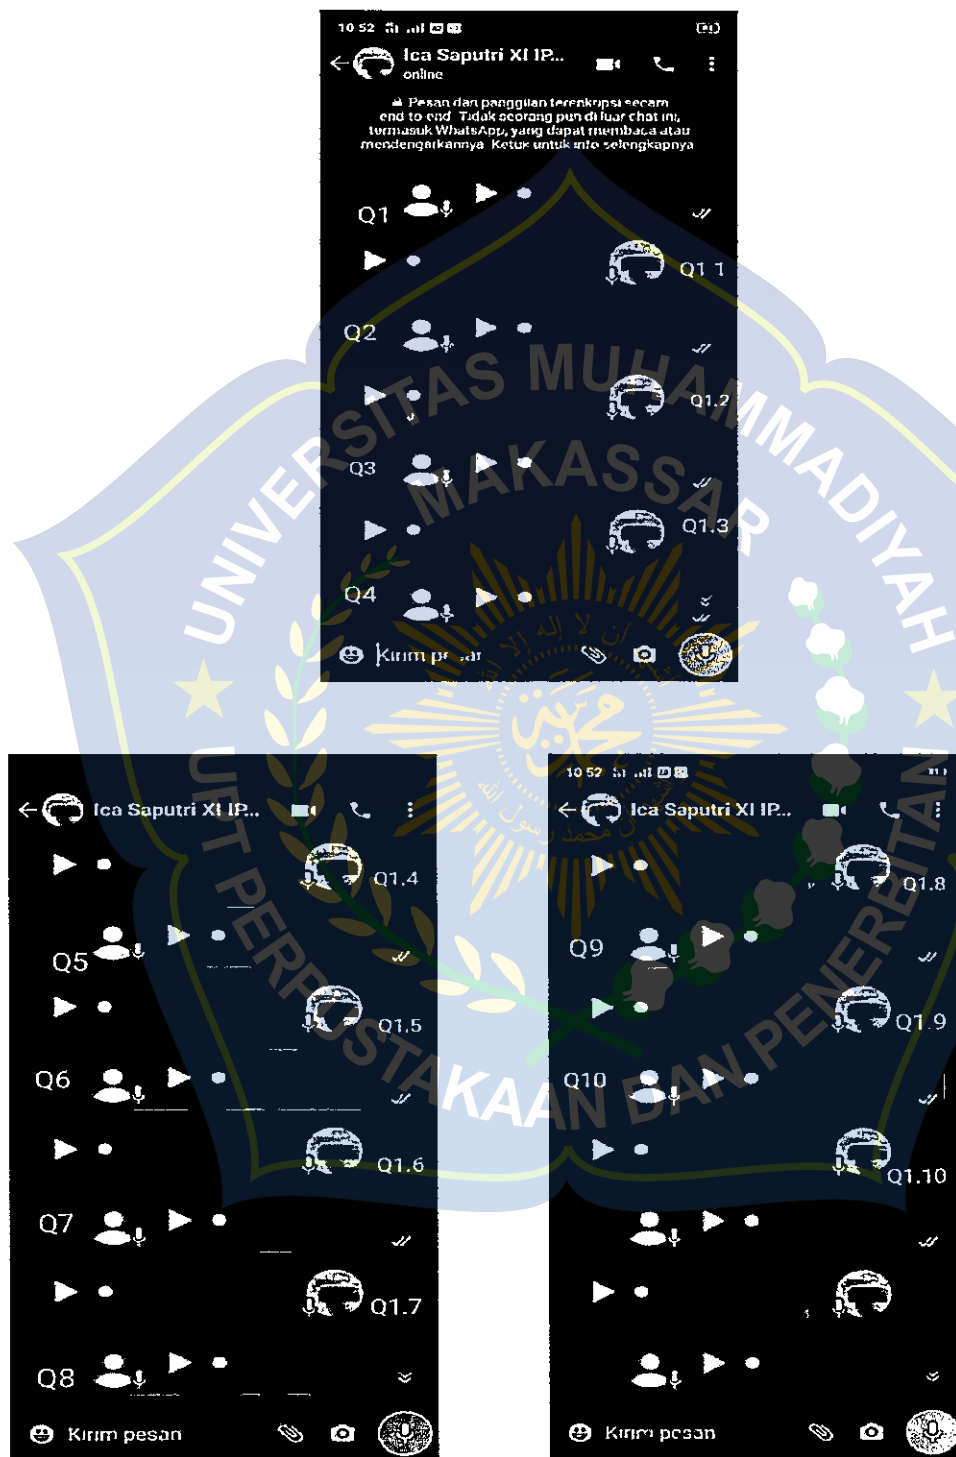 10 52
Ica Saputri XI IP...
online
Pesan dan panggilan terenkripsi secara
end to end. Tidak seorang pun di luar chat ini,
termasuk WhatsApp, yang dapat membaca atau
mendengarkannya. Ketuk untuk info selengkapnya
Q1
Q1 1
Q2
Q1.2
Q3
Q1.3
Q4
Kirim pesan
Ica Saputri XI IP...
Q1.4
Q5
Q1.5
Q6
Q1.6
Q7
Q1.7
Q8
Kirim pesan
10 52
Ica Saputri XI IP...
Q1.8
Q9
Q1.9
Q10
Q1.10
Kirim pesan
UNIVERSITAS MUHAMMADIYAH
MAKASSAR
UPT PERPUSTAKAAN DAN PENERBITAN